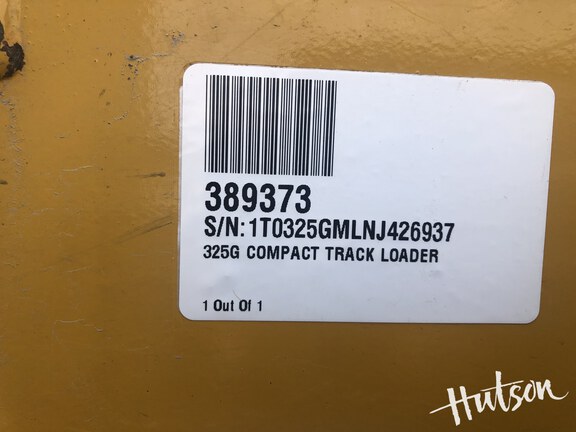 389373
S/N: 1T0325GMLNJ426937
325G COMPACT TRACK LOADER
1 Out Of 1
Hutson